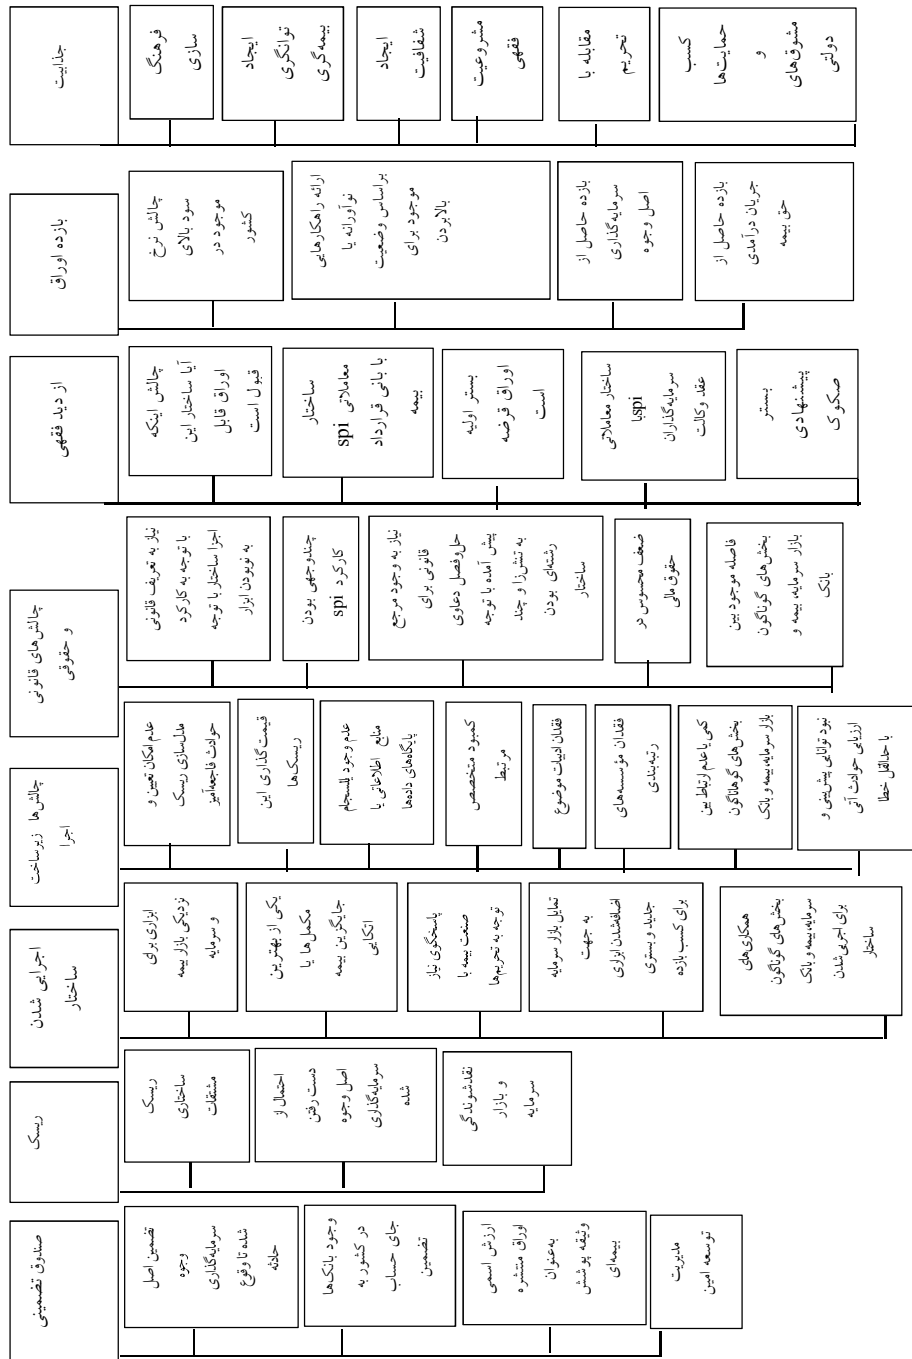 جذابیت
فرهنگ
سازی
ایجاد
توانگری
بیمه‌گری
ایجاد
شفافیت
مشروعیت
فقهی
مقابله با
تحریم
کسب
حمایت‌ها
و
مشوق‌های
دولتی
بازده اوراق
چالش نرخ
سود بالای
موجود در
کشور
ارائه راهکارهایی
نوآورانه یا
براساس وضعیت
موجود برای
بالابردن
بازده حاصل از
سرمایه‌گذاری
اصل وجوه
بازده حاصل از
جریان درآمدی
حق بیمه
از دید فقهی
چالش اینکه
آیا ساختار این
اوراق قابل
قبول است
ساختار
معاملاتی spi
با بانی قرارداد
بیمه
بستر اولیه
اوراق قرضه
است
ساختار معاملاتی
spiبا
سرمایه‌گذاران
عقد وکالت
بستر
پیشنهادی
صکوک
چالش‌های قانونی
و حقوقی
نیاز به تعریف قانونی
با توجه به کارکرد
اجزا ساختار با توجه
به نوبودن ابزار
چندوجهی بودن
کارکرد spi
نیاز به وجود مرجع
قانونی برای
حل‌وفصل دعاوی
پیش آمده با توجه
به تنش‌زا و چند
رشته‌ای بودن
ساختار
ضعف محسوس در
حقوق مالی
فاصله موجود بین
بخش‌های گوناگون
بازار سرمایه، بیمه و
بانک
چالش‌ها زیرساخت
اجرا
عدم امکان تعیین و
مدل‌سازی ریسک
حوادث فاجعه‌آمیز
قیمت‌گذاری این
ریسک‌ها
عدم وجود یا انسجام
منابع اطلاعاتی یا
پایگاه‌های داده‌ها
کمبود متخصص
مرتبط
فقدان ادبیات موضوع
فقدان مؤسسه‌های
رتبه‌بندی
کمی یا عدم ارتباط بین
بخش‌های گوناگون
بازار سرمایه، بیمه و بانک
نبود توانایی پیش‌بینی و
ارزیابی حوادث آتی
با حداقل خطا
اجرایی شدن
ساختار
ابزاری برای
نزدیکی بازار بیمه
و سرمایه
یکی از بهترین
مکمل‌ها یا
جایگزین بیمه
اتکایی
پاسخگوی نیاز
صنعت بیمه با
توجه به تحریم‌ها
تمایل بازار سرمایه
به جهت
اضافه‌شدن ابزاری
جدید و بستری
برای کسب بازده
همکاری‌های
بخش‌های گوناگون
سرمایه، بیمه و بانک
برای اجرایی‌شدن
ساختار
ریسک
ریسک
ساختاری
مشتقات
احتمال از
دست رفتن
اصل وجوه
سرمایه‌گذاری
شده
نقدشوندگی
و بازار
سرمایه
صندوق تضمینی
تضمین اصل
وجوه
سرمایه‌گذاری
شده تا وقوع
حادثه
وجود بانک‌ها
در کشور به
جای حساب
تضمین
ارزش اسمی
اوراق منتشره
به‌عنوان
وثیقه پوشش
بیمه‌ای
مدیریت
توسعه امین